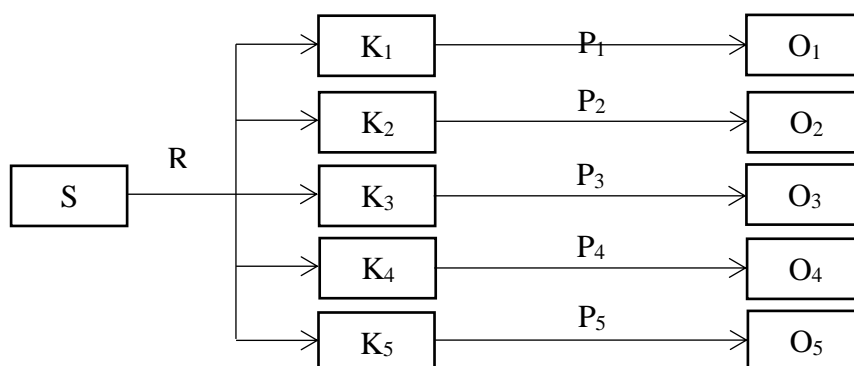 K₁ P₁ O₁
K₂ P₂ O₂
R
S K₃ P₃ O₃
K₄ P₄ O₄
K₅ P₅ O₅